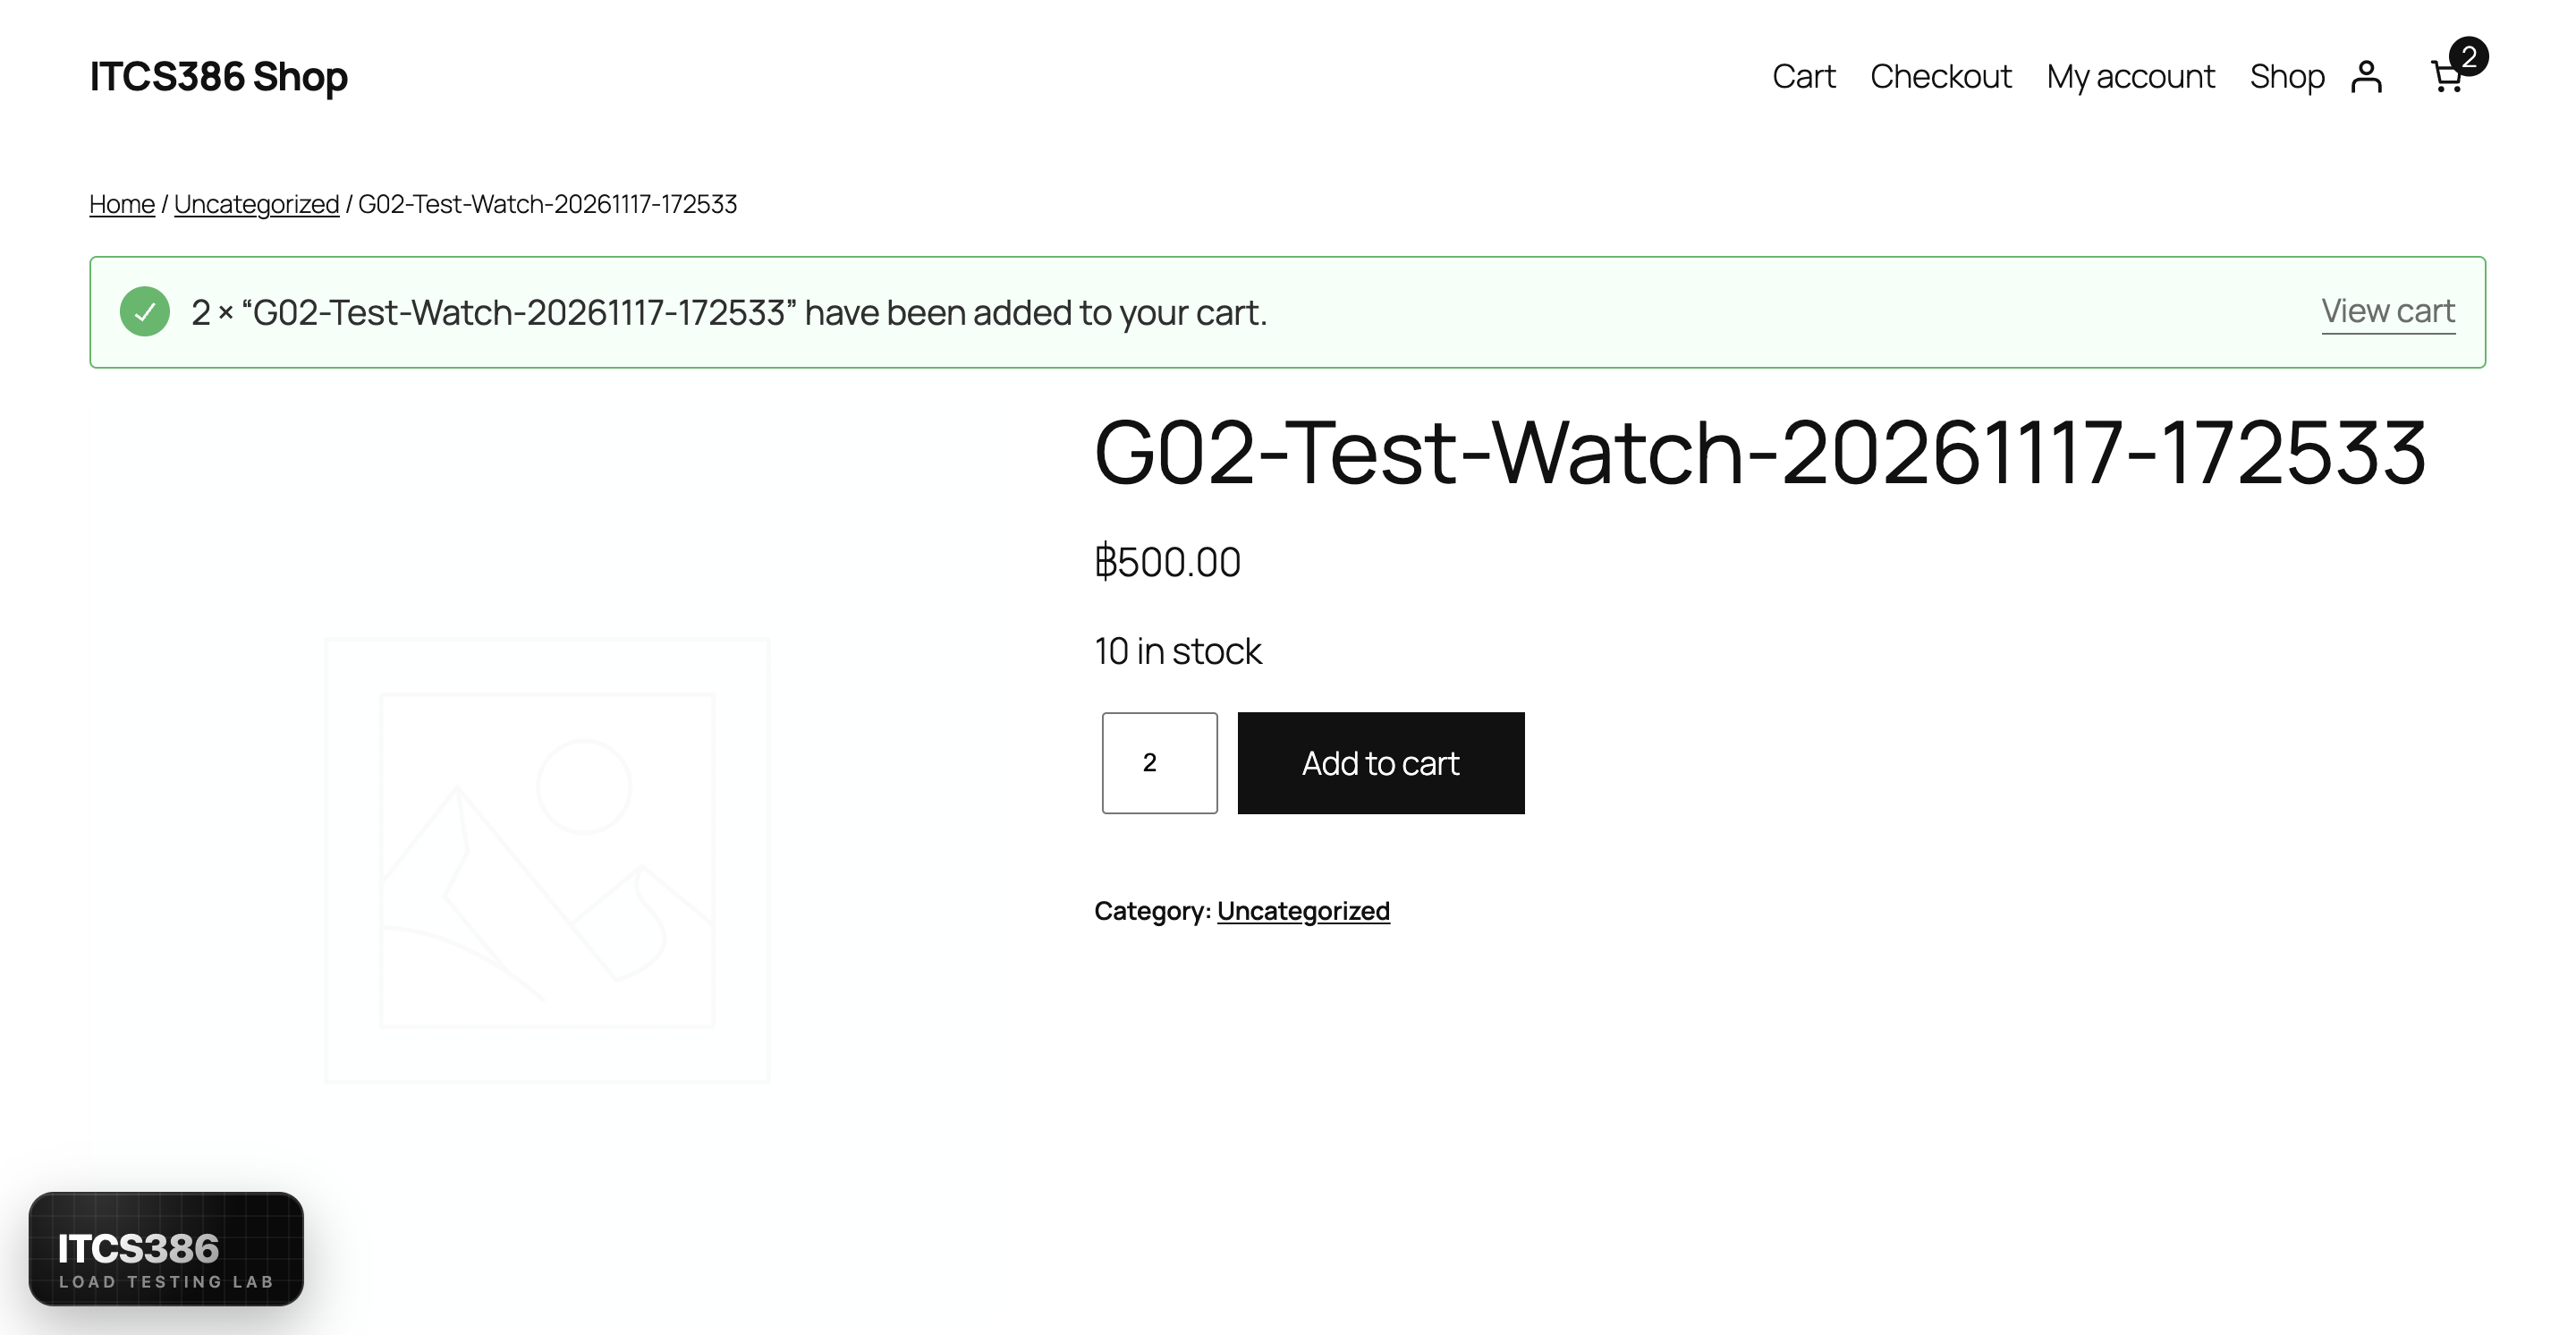 ITCS386 Shop
Cart Checkout My account Shop 2
Home / Uncategorized / G02-Test-Watch-20261117-172533
2 × “G02-Test-Watch-20261117-172533” have been added to your cart. View cart
G02-Test-Watch-20261117-172533
฿500.00
10 in stock
2 Add to cart
Category: Uncategorized
ITCS386
LOAD TESTING LAB